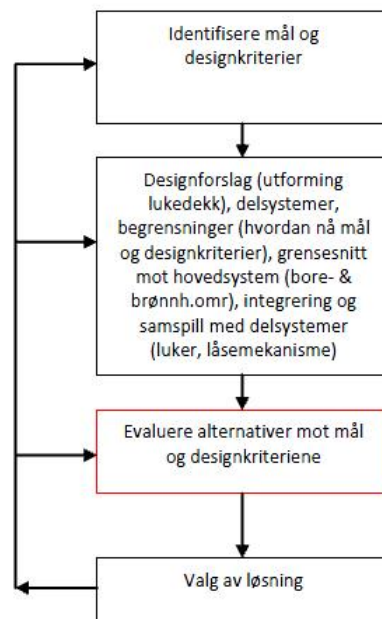 Identifisere mål og
designkriterier
Designforslag (utforming
lukedekk), delsystemer,
begrensninger (hvordan nå mål
og designkriterier), grensesnitt
mot hovedsystem (bore- &
brønnh.omr), integrering og
samspill med delsystemer
(luker, låsemekanisme)
Evaluere alternativer mot mål
og designkriteriene
Valg av løsning